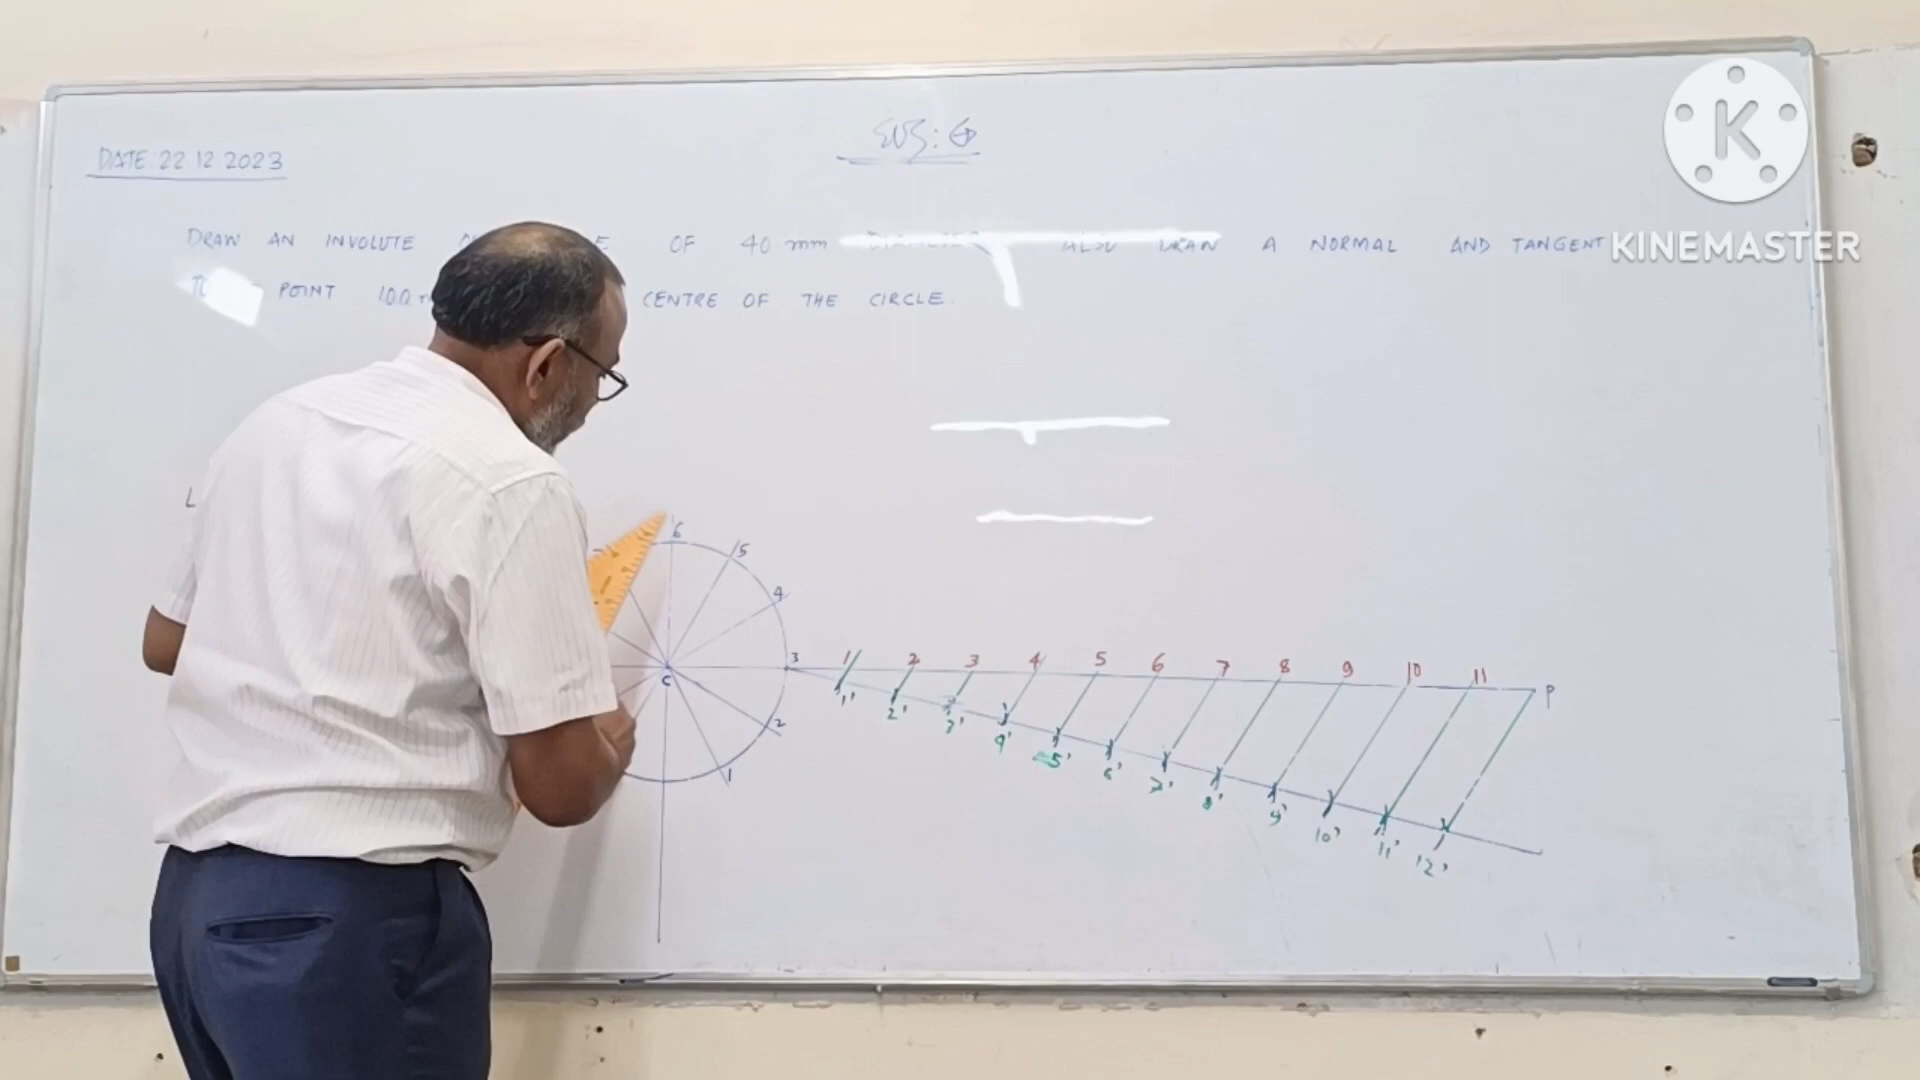 DATE: 22 12 2023
K
KINEMASTER
DRAW AN INVOLUTE OF 40 mm DIAMETER ALSO DRAW A NORMAL AND TANGENT
POINT 100 CENTRE OF THE CIRCLE.
L
6
5
4
3
C
2
1
1 2 3 4 5 6 7 8 9 10 11 P
1' 2' 3' 4' 5' 6' 7' 8' 9' 10' 11' 12'